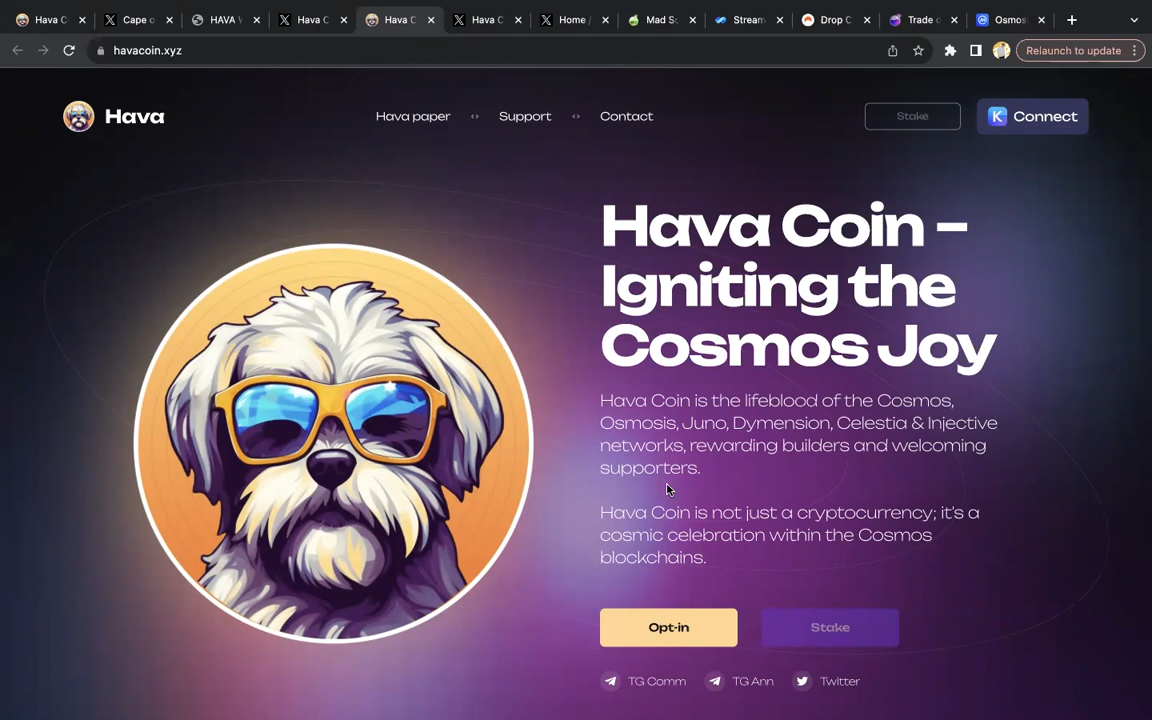 Hava C
Cape o
HAVA V
Hava C
Hava C
Hava C
Home /
Mad Sc
Stream
Drop C
Trade o
Osmosi
havacoin.xyz
Relaunch to update
Hava
Hava paper
Support
Contact
Stake
K Connect
Hava Coin –
Igniting the
Cosmos Joy
Hava Coin is the lifeblood of the Cosmos,
Osmosis, Juno, Dymension, Celestia & Injective
networks, rewarding builders and welcoming
supporters.
Hava Coin is not just a cryptocurrency; it's a
cosmic celebration within the Cosmos
blockchains.
Opt-in
Stake
TG Comm
TG Ann
Twitter